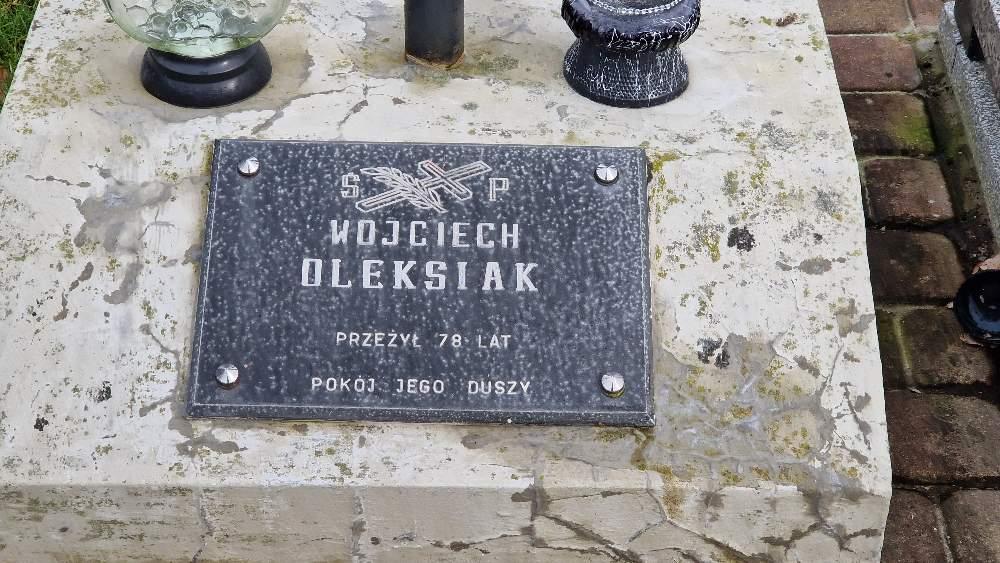 Ś P
WOJCIECH
OLEKSIAK
PRZEŻYŁ 78 LAT
POKÓJ JEGO DUSZY